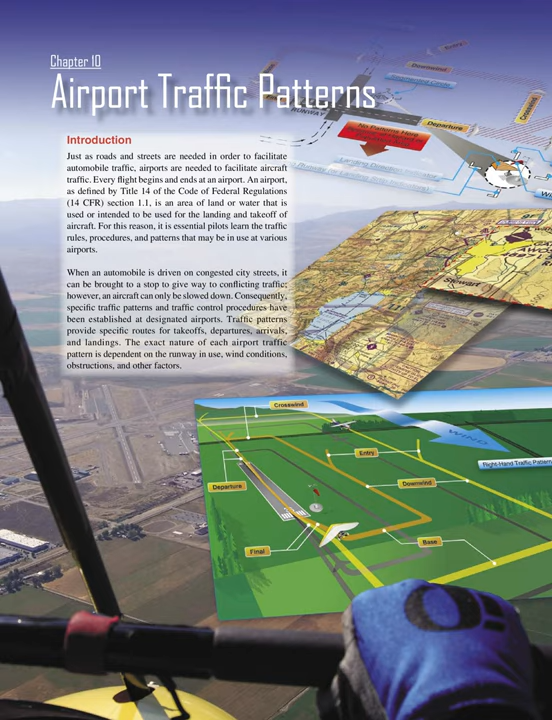 Chapter 10
Airport Traffic Patterns
Introduction
Just as roads and streets are needed in order to facilitate
automobile traffic, airports are needed to facilitate aircraft
traffic. Every flight begins and ends at an airport. An airport,
as defined by Title 14 of the Code of Federal Regulations
(14 CFR) section 1.1, is an area of land or water that is
used or intended to be used for the landing and takeoff of
aircraft. For this reason, it is essential pilots learn the traffic
rules, procedures, and patterns that may be in use at various
airports.
When an automobile is driven on congested city streets, it
can be brought to a stop to give way to conflicting traffic;
however, an aircraft can only be slowed down. Consequently,
specific traffic patterns and traffic control procedures have
been established at designated airports. Traffic patterns
provide specific routes for takeoffs, departures, arrivals,
and landings. The exact nature of each airport traffic
pattern is dependent on the runway in use, wind conditions,
obstructions, and other factors.
Entry
Downwind
Crosswind
RUNWAY
Departure
No Patterns Here
Crosswind
WIND
Entry
Right-Hand Traffic Pattern
Downwind
Departure
Base
Final